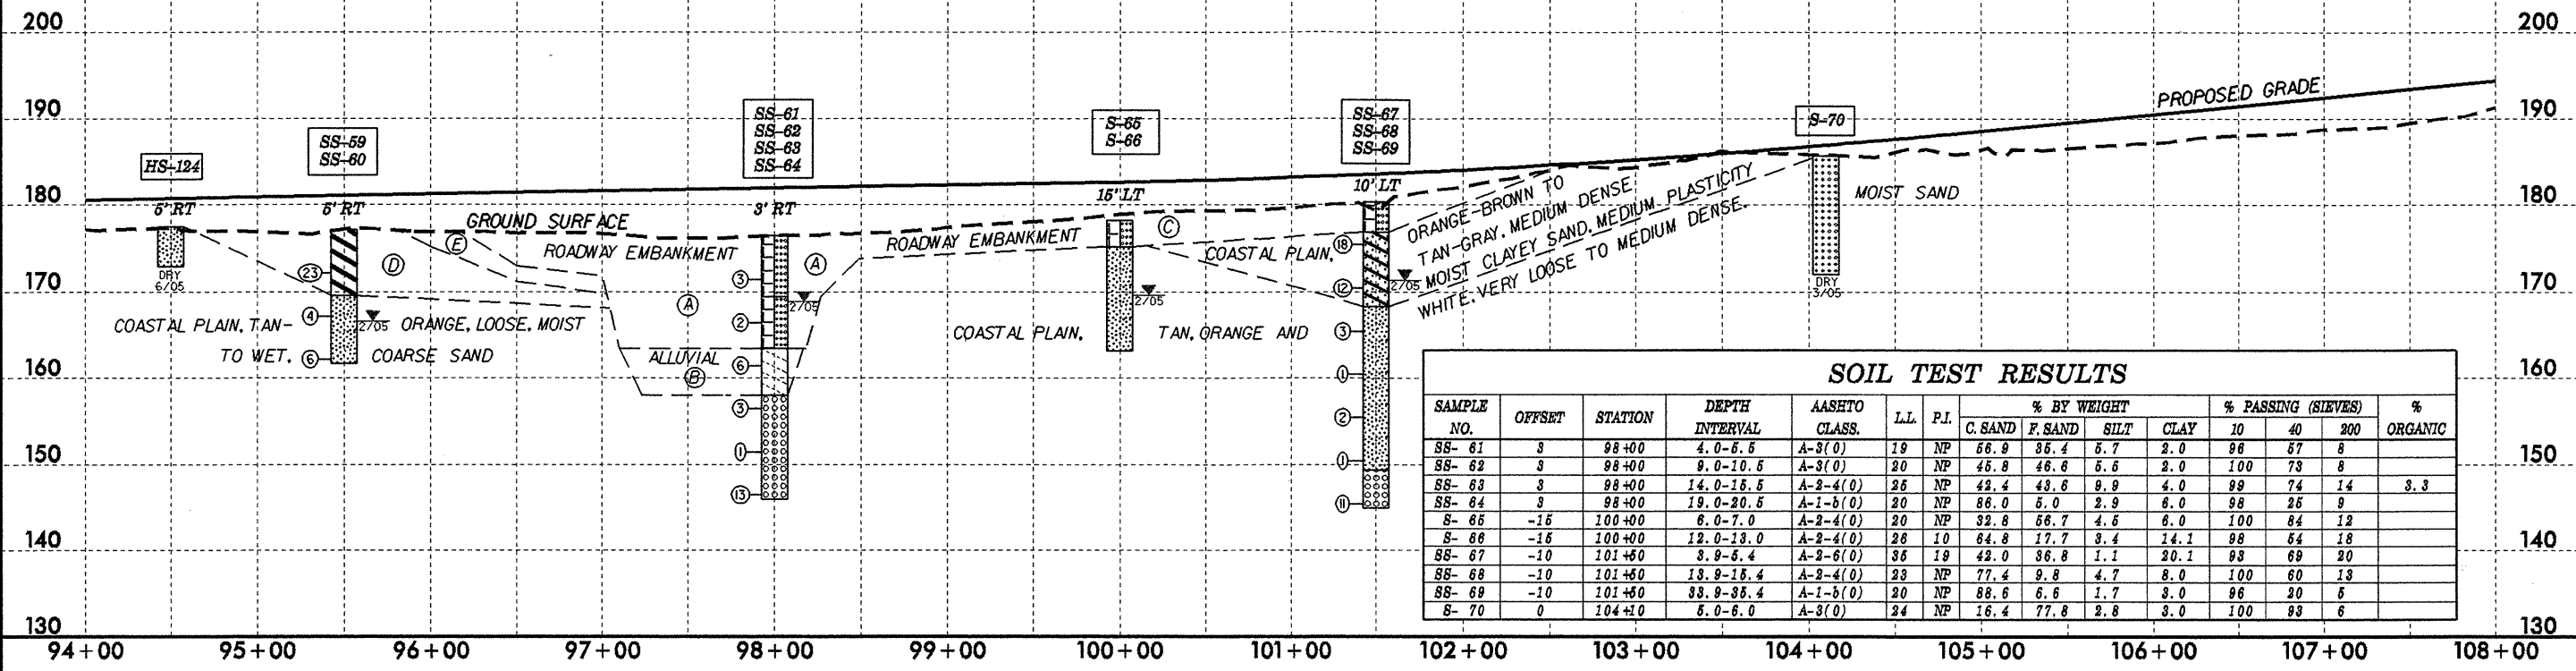 200 200
190 190
180 180
170 170
160 160
150 150
140 140
130 130
PROPOSED GRADE
HS-124
SS-59
SS-60
SS-61
SS-62
SS-63
SS-64
S-65
S-66
SS-67
SS-68
SS-69
S-70
5' RT
5' RT
3' RT
15' LT
10' LT
GROUND SURFACE
E
D
ROADWAY EMBANKMENT
A
A
ROADWAY EMBANKMENT
C
COASTAL PLAIN,
ORANGE-BROWN TO
TAN-GRAY, MEDIUM DENSE
MOIST CLAYEY SAND, MEDIUM PLASTICITY
WHITE, VERY LOOSE TO MEDIUM DENSE.
MOIST SAND
DRY
6/05
DRY
3/05
23
4
6
2/05
COASTAL PLAIN, TAN-
ORANGE, LOOSE, MOIST
TO WET,
COARSE SAND
3
2
6
3
1
13
2/05
ALLUVIAL
B
2/05
COASTAL PLAIN,
TAN, ORANGE AND
18
12
3
1
2
1
11
2/05
SOIL TEST RESULTS
SAMPLE NO. OFFSET STATION DEPTH INTERVAL AASHTO CLASS. L.L. P.I. % BY WEIGHT C. SAND F. SAND SILT CLAY % PASSING (SIEVES) 10 40 200 % ORGANIC
SS- 61 3 98+00 4.0-5.5 A-3(0) 19 NP 56.9 35.4 5.7 2.0 96 57 8
SS- 62 3 98+00 9.0-10.5 A-3(0) 20 NP 45.8 46.6 5.5 2.0 100 73 8
SS- 63 3 98+00 14.0-15.5 A-2-4(0) 25 NP 42.4 43.6 9.9 4.0 99 74 14 3.3
SS- 64 3 98+00 19.0-20.5 A-1-b(0) 20 NP 86.0 5.0 2.9 6.0 98 25 9
S- 65 -15 100+00 6.0-7.0 A-2-4(0) 20 NP 32.8 56.7 4.5 6.0 100 84 12
S- 66 -15 100+00 12.0-13.0 A-2-4(0) 26 10 64.8 17.7 3.4 14.1 98 54 18
SS- 67 -10 101+50 3.9-5.4 A-2-6(0) 35 19 42.0 36.8 1.1 20.1 93 69 20
SS- 68 -10 101+50 13.9-15.4 A-2-4(0) 23 NP 77.4 9.8 4.7 8.0 100 60 13
SS- 69 -10 101+50 33.9-35.4 A-1-b(0) 20 NP 88.6 6.6 1.7 3.0 96 20 5
S- 70 0 104+10 5.0-6.0 A-3(0) 24 NP 16.4 77.8 2.8 3.0 100 93 6
94+00 95+00 96+00 97+00 98+00 99+00 100+00 101+00 102+00 103+00 104+00 105+00 106+00 107+00 108+00